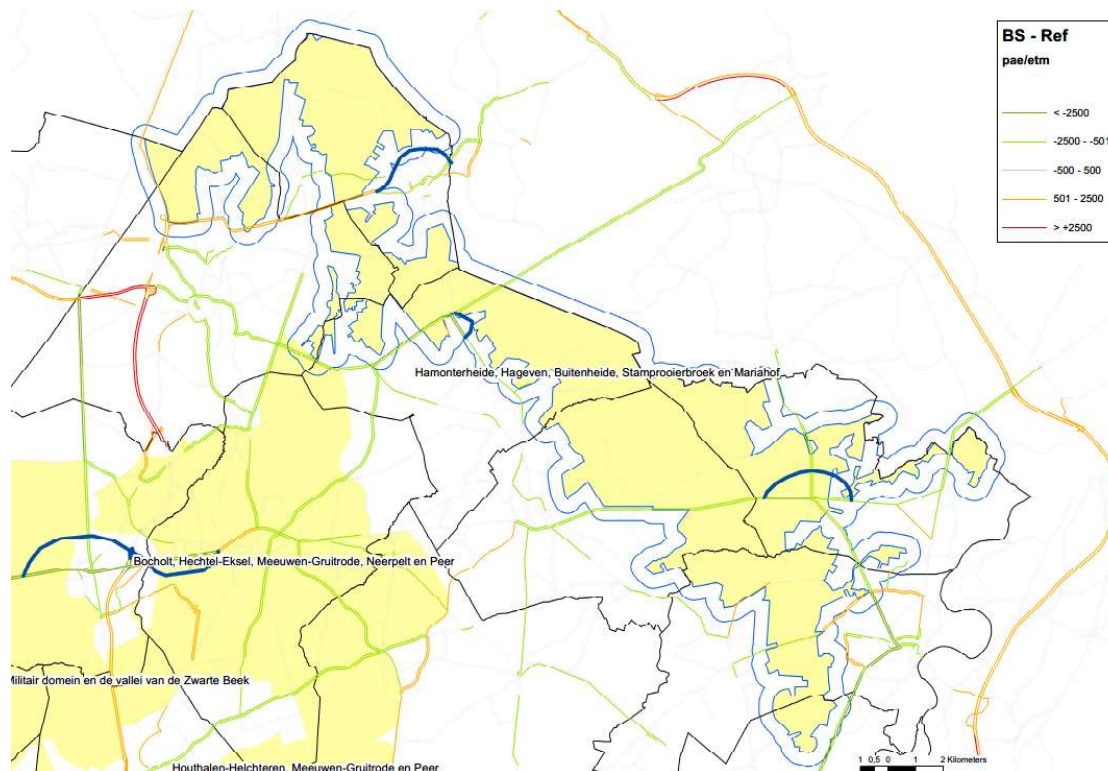 BS - Ref
pae/etm
< -2500
-2500 - -501
-500 - 500
501 - 2500
> +2500
Hamonterheide, Hageven, Buitenheide, Stamprooierbroek en Mariahof
Bocholt, Hechtel-Eksel, Meeuwen-Gruitrode, Neerpelt en Peer
Militair domein en de vallei van de Zwarte Beek
Houthalen-Helchteren, Meeuwen-Gruitrode en Peer
1 0,5 0 1 2 Kilometers